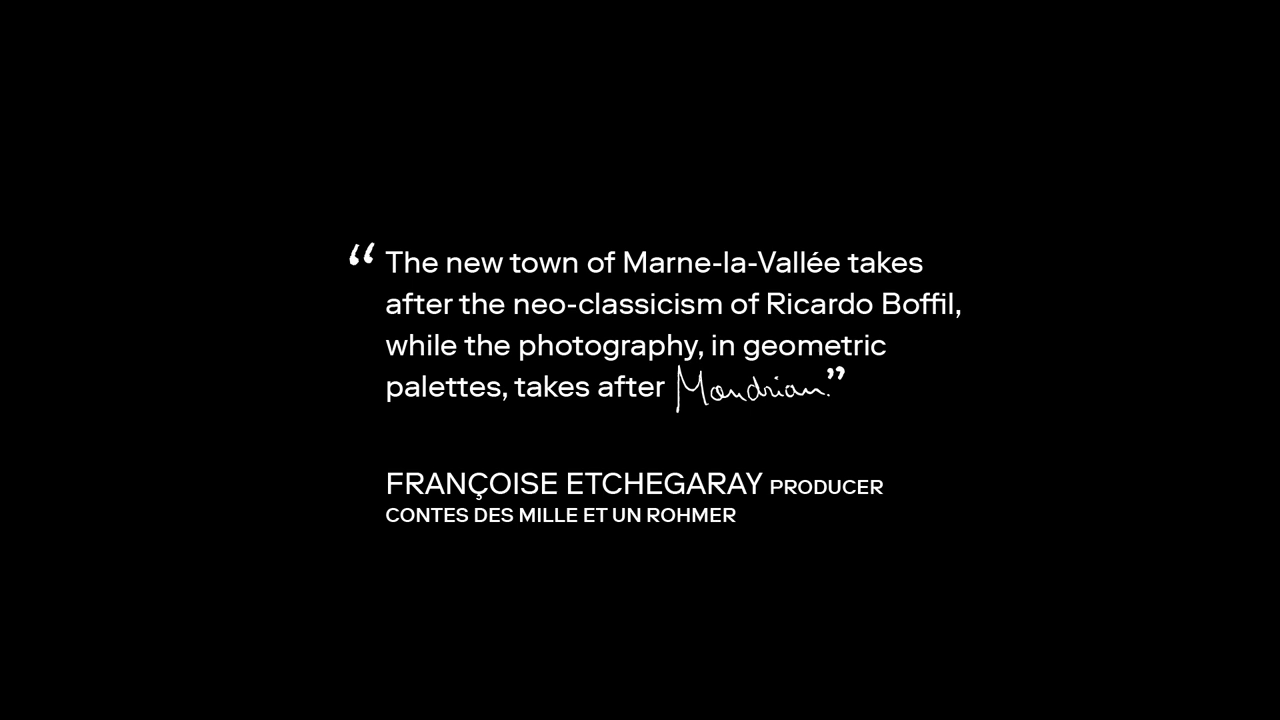 “ The new town of Marne-la-Vallée takes
after the neo-classicism of Ricardo Boffil,
while the photography, in geometric
palettes, takes after Mondrian.”
FRANÇOISE ETCHEGARAY PRODUCER
CONTES DES MILLE ET UN ROHMER